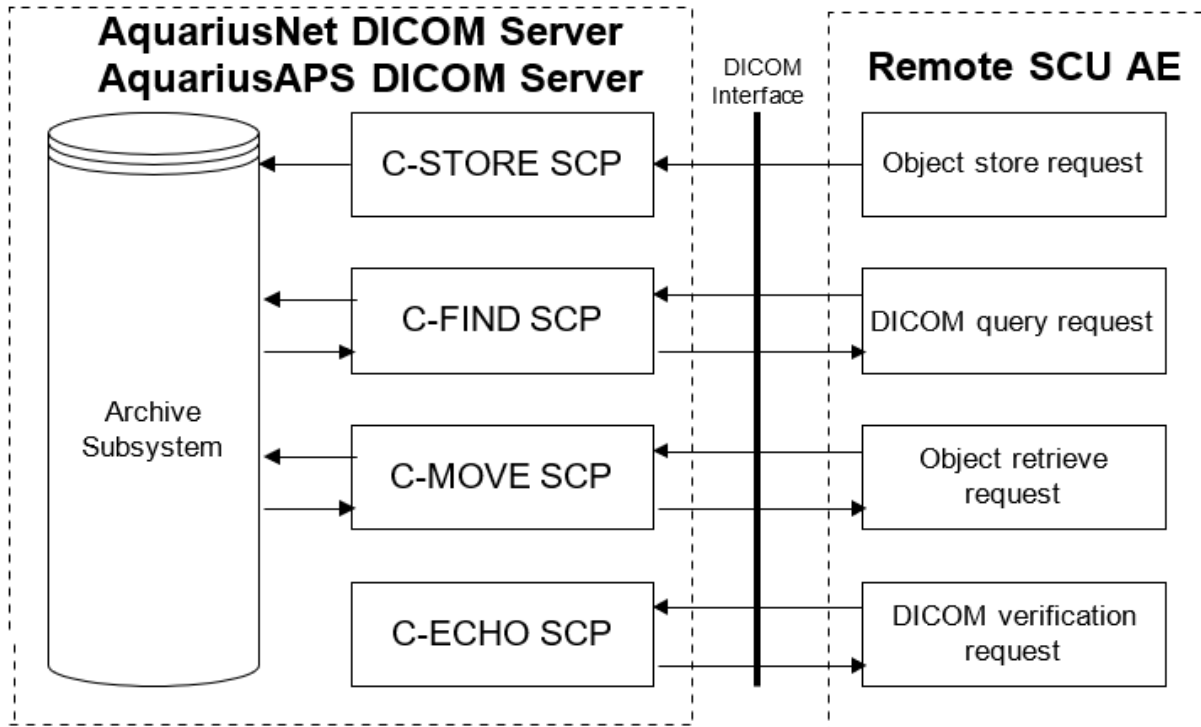 AquariusNet DICOM Server
AquariusAPS DICOM Server
DICOM
Interface
Remote SCU AE
C-STORE SCP
Object store request
C-FIND SCP
DICOM query request
Archive
Subsystem
C-MOVE SCP
Object retrieve
request
C-ECHO SCP
DICOM verification
request